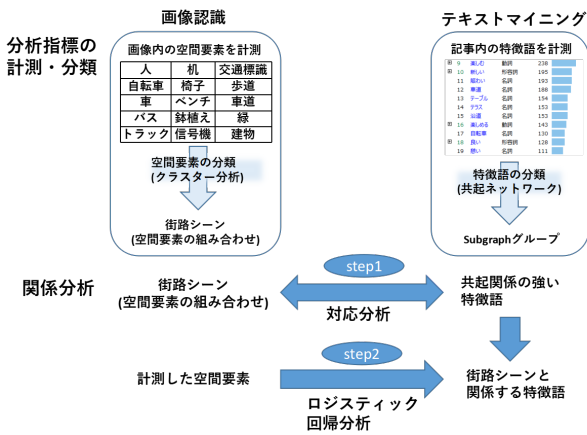 画像認識
テキストマイニング
分析指標の
計測・分類
画像内の空間要素を計測
人 机 交通標識
自転車 椅子 歩道
車 ベンチ 車道
バス 鉢植え 緑
トラック 信号機 建物
空間要素の分類
(クラスター分析)
街路シーン
(空間要素の組み合わせ)
記事内の特徴語を計測
9 楽しむ 動詞 238
10 新しい 形容詞 195
11 賑わい 名詞 193
12 車道 名詞 188
13 テーブル 名詞 154
14 テラス 名詞 153
15 沿道 名詞 153
16 楽しめる 動詞 143
17 自転車 名詞 130
18 良い 形容詞 128
19 憩い 名詞 111
特徴語の分類
(共起ネットワーク)
Subgraphグループ
関係分析
街路シーン
(空間要素の組み合わせ)
step1
対応分析
共起関係の強い
特徴語
計測した空間要素
step2
ロジスティック
回帰分析
街路シーンと
関係する特徴語